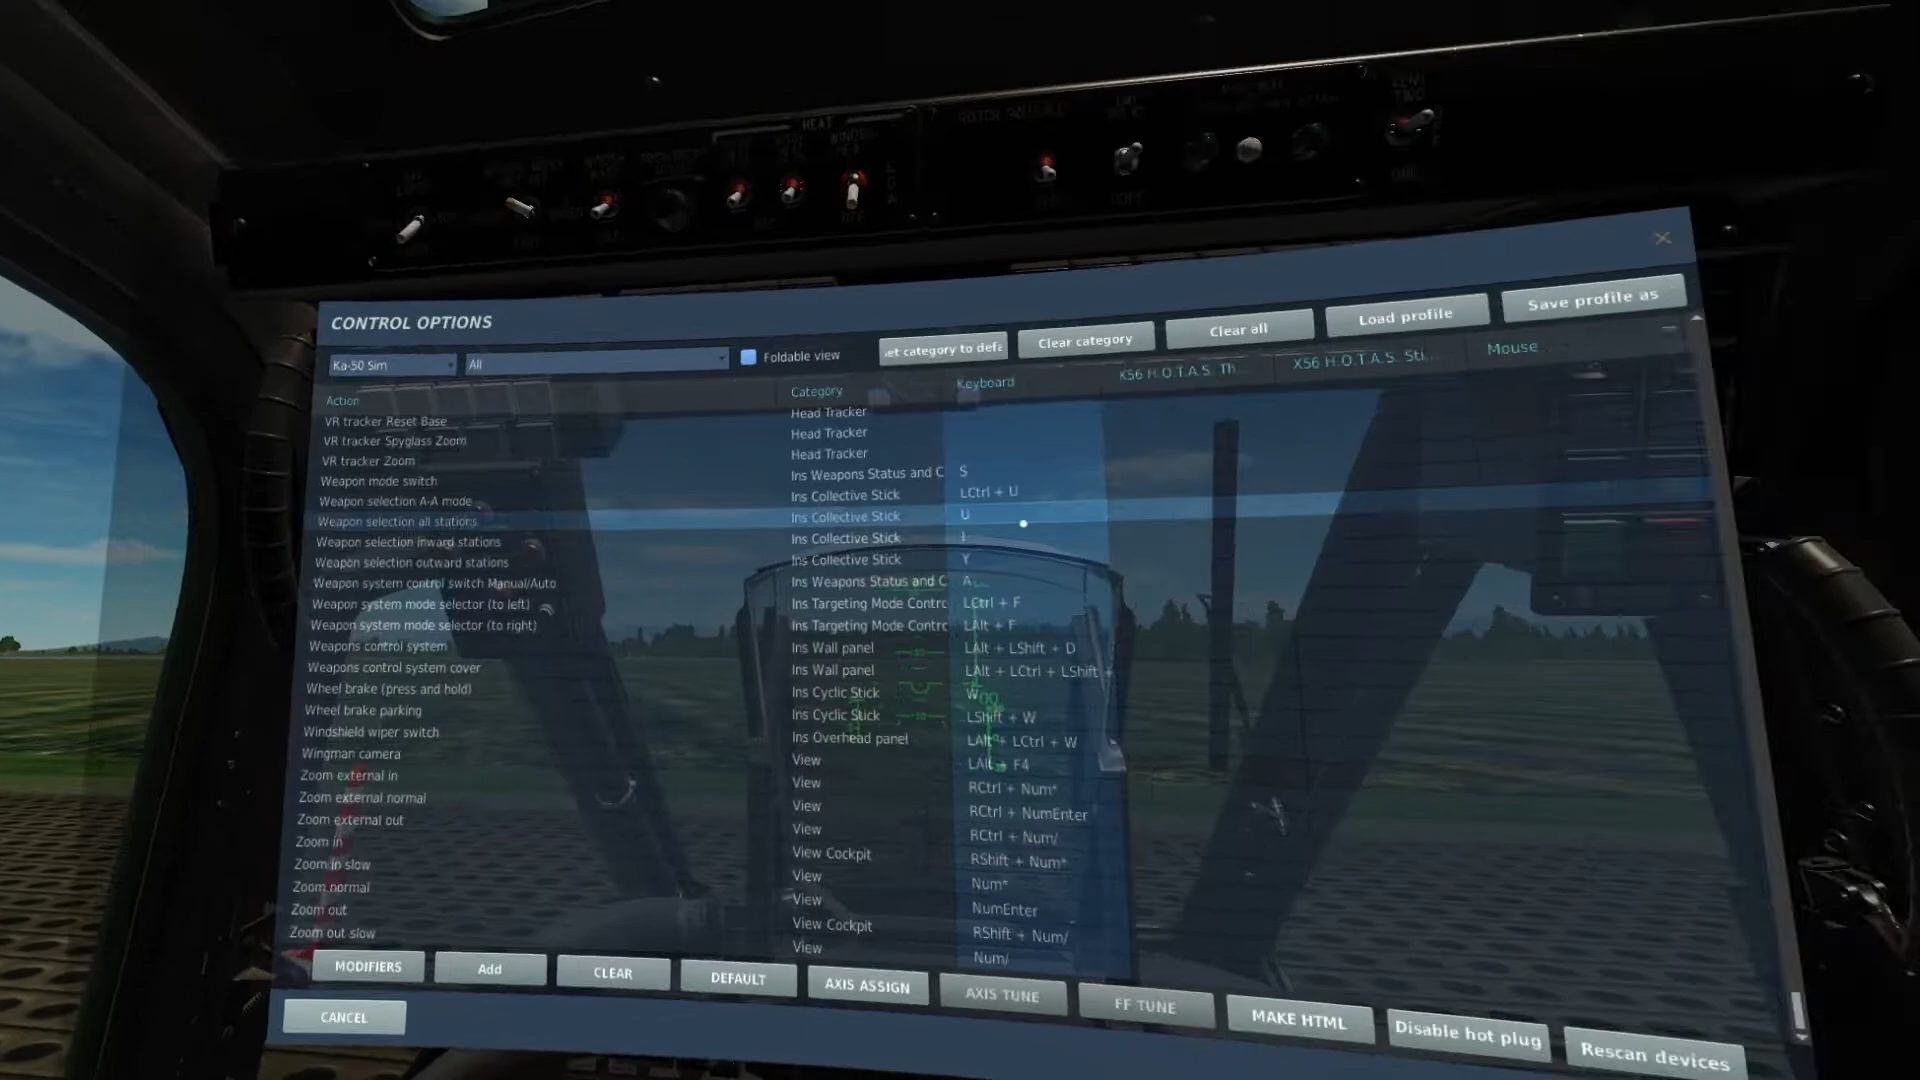 HEAT
CONTROL OPTIONS
Ka-50 Sim
All
Foldable view
et category to defa
Clear category
Clear all
Load profile
Save profile as
Action Category Keyboard X56 H.O.T.A.S. Th... X56 H.O.T.A.S. Sti... Mouse
VR tracker Reset Base Head Tracker
VR tracker Spyglass Zoom Head Tracker
VR tracker Zoom Head Tracker
Weapon mode switch Ins Weapons Status and C S
Weapon selection A-A mode Ins Collective Stick LCtrl + U
Weapon selection all stations Ins Collective Stick U
Weapon selection inward stations Ins Collective Stick I
Weapon selection outward stations Ins Collective Stick Y
Weapon system control switch Manual/Auto Ins Weapons Status and C A
Weapon system mode selector (to left) Ins Targeting Mode Contrc LCtrl + F
Weapon system mode selector (to right) Ins Targeting Mode Contrc LAlt + F
Weapons control system Ins Wall panel LAlt + LShift + D
Weapons control system cover Ins Wall panel LAlt + LCtrl + LShift +
Wheel brake (press and hold) Ins Cyclic Stick W
Wheel brake parking Ins Cyclic Stick LShift + W
Windshield wiper switch Ins Overhead panel LAlt + LCtrl + W
Wingman camera View LAlt + F4
Zoom external in View RCtrl + Num*
Zoom external normal View RCtrl + NumEnter
Zoom external out View RCtrl + Num/
Zoom in View Cockpit RShift + Num*
Zoom in slow View Num*
Zoom normal View NumEnter
Zoom out View Cockpit RShift + Num/
Zoom out slow View Num/
MODIFIERS
Add
CLEAR
DEFAULT
AXIS ASSIGN
AXIS TUNE
FF TUNE
MAKE HTML
Disable hot plug
Rescan devices
CANCEL